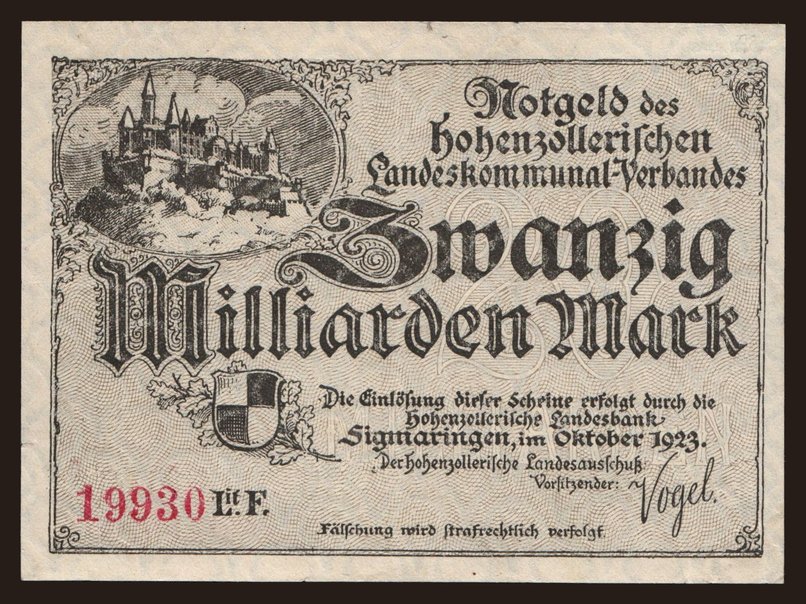 Notgeld des
Hohenzollerischen
Landeskommunal-Verbandes
Zwanzig
Milliarden Mark
Die Einlösung dieser Scheine erfolgt durch die
Hohenzollerische Landesbank
Sigmaringen, im Oktober 1923.
Der Hohenzollerische Landesausschuß:
Vorsitzender: Vogel.
19930 Lit. F.
Fälschung wird strafrechtlich verfolgt.